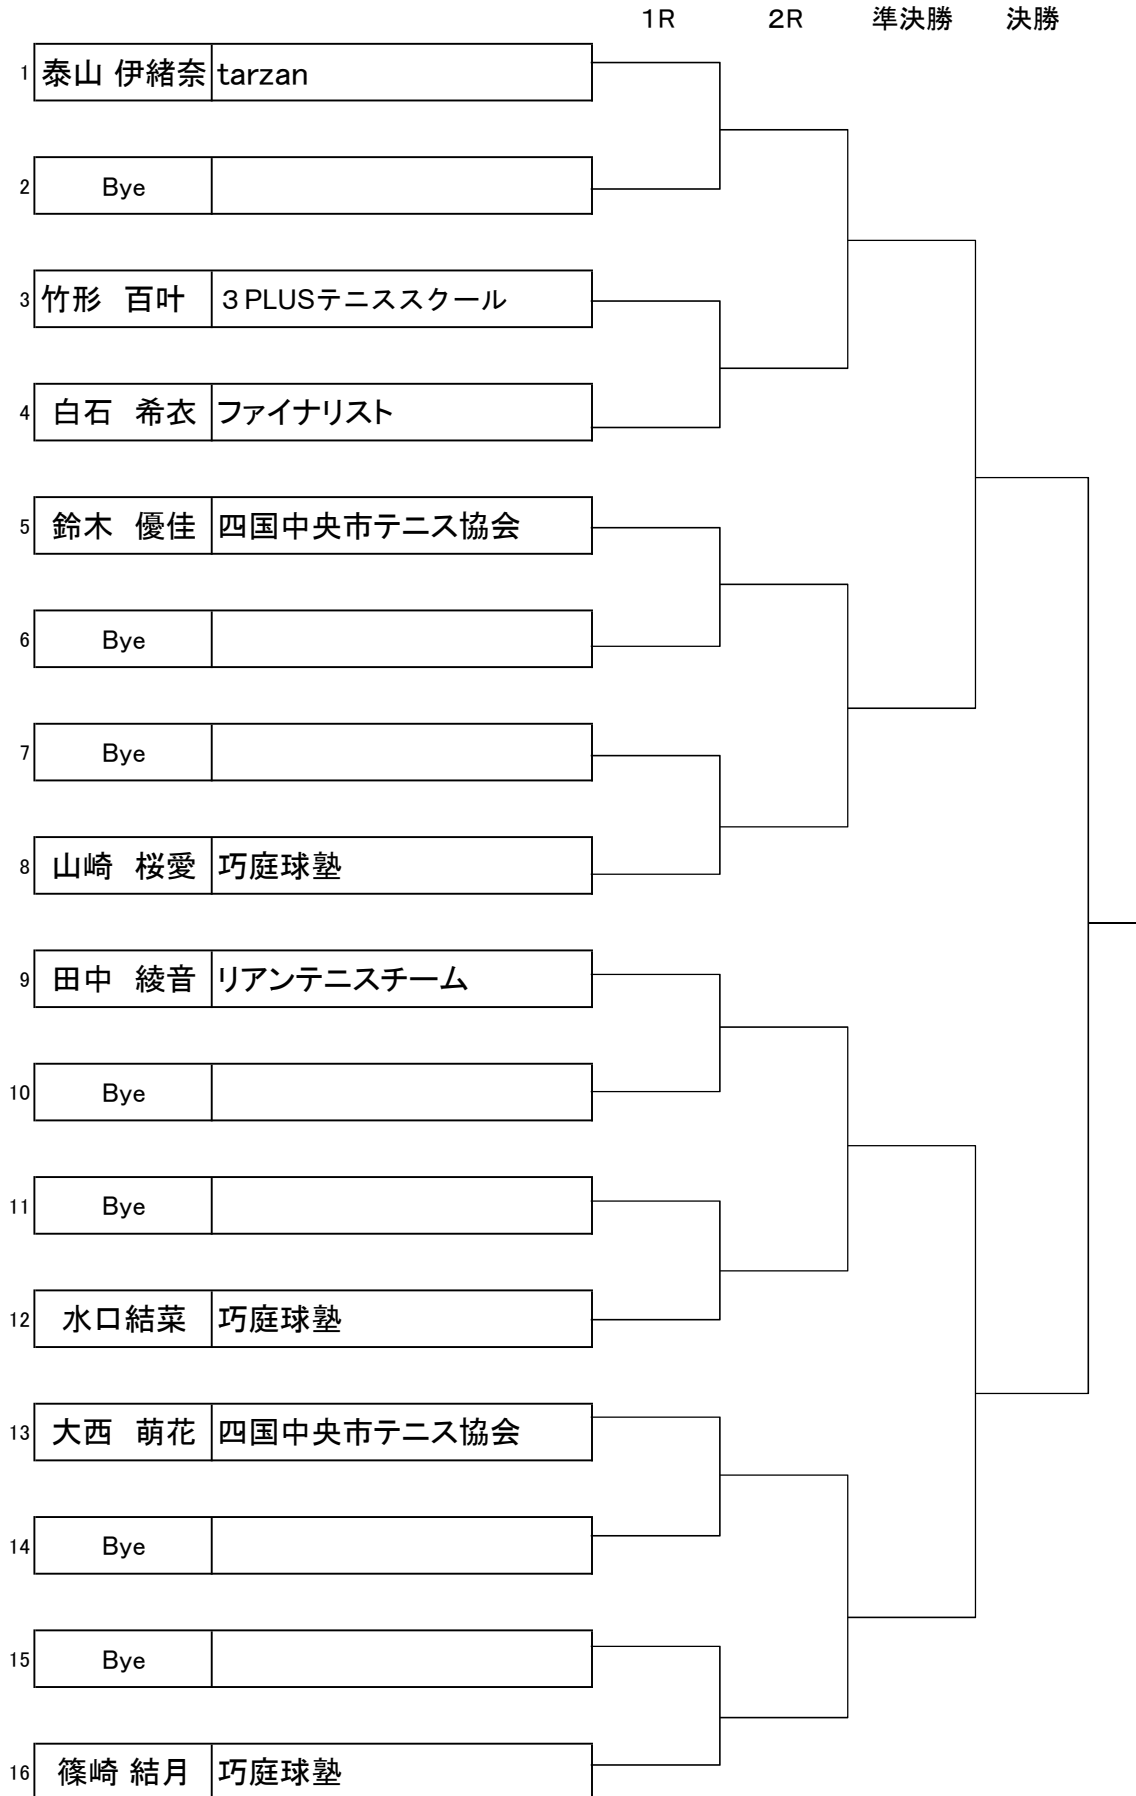 1R 2R 準決勝 決勝
1 泰山 伊緒奈 tarzan
2 Bye
3 竹形 百叶 3 PLUSテニススクール
4 白石 希衣 ファイナリスト
5 鈴木 優佳 四国中央市テニス協会
6 Bye
7 Bye
8 山崎 桜愛 巧庭球塾
9 田中 綾音 リアンテニスチーム
10 Bye
11 Bye
12 水口結菜 巧庭球塾
13 大西 萌花 四国中央市テニス協会
14 Bye
15 Bye
16 篠崎 結月 巧庭球塾